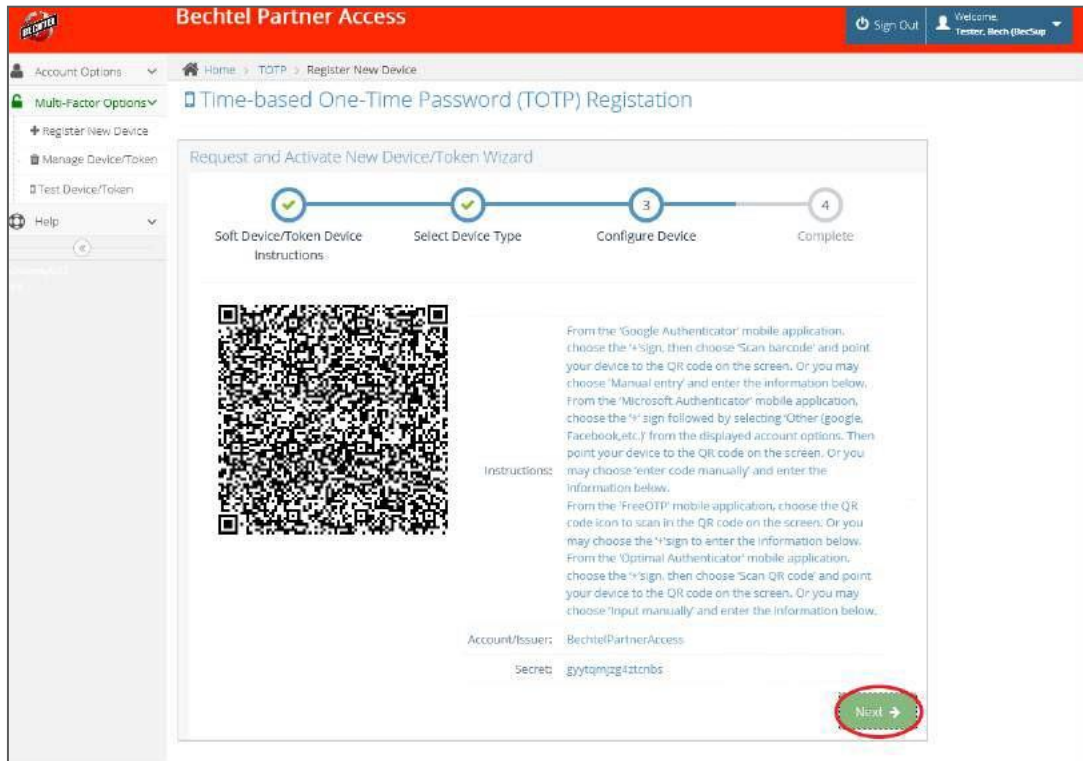 BECHTEL
Bechtel Partner Access
Sign Out
Welcome,
Tester, Bech (BecSup
Account Options
Multi-Factor Options
Register New Device
Manage Device/Token
Test Device/Token
Help
Home > TOTP > Register New Device
Time-based One-Time Password (TOTP) Registation
Request and Activate New Device/Token Wizard
3
4
Soft Device/Token Device
Instructions
Select Device Type
Configure Device
Complete
Instructions:
From the 'Google Authenticator' mobile application,
choose the '+'sign, then choose 'Scan barcode' and point
your device to the QR code on the screen. Or you may
choose 'Manual entry' and enter the information below.
From the 'Microsoft Authenticator' mobile application,
choose the '+' sign followed by selecting 'Other (google,
Facebook,etc.)' from the displayed account options. Then
point your device to the QR code on the screen. Or you
may choose 'enter code manually' and enter the
information below.
From the 'FreeOTP' mobile application, choose the QR
code icon to scan in the QR code on the screen. Or you
may choose the '+'sign to enter the information below.
From the 'Optimal Authenticator' mobile application,
choose the '+'sign, then choose 'Scan QR code' and point
your device to the QR code on the screen. Or you may
choose 'Input manually' and enter the information below.
Account/Issuer: BechtelPartnerAccess
Secret: gyytqmjzg4ztcnbs
Next